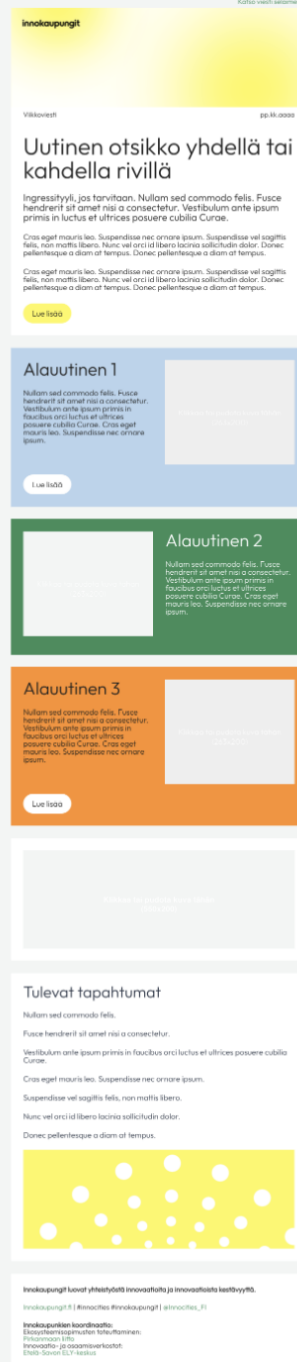 Katso viesti selaime
innokaupungit
Viikkoviesti
pp.kk.aaaa
Uutinen otsikko yhdellä tai
kahdella rivillä
Ingressityyli, jos tarvitaan. Nullam sed commodo felis. Fusce
hendrerit sit amet nisi a consectetur. Vestibulum ante ipsum
primis in luctus et ultrices posuere cubilia Curae.
Cras eget mauris leo. Suspendisse nec ornare ipsum. Suspendisse vel sagittis
felis, non mattis libero. Nunc vel orci id libero lacinia sollicitudin dolor. Donec
pellentesque a diam at tempus. Donec pellentesque a diam at tempus.
Cras eget mauris leo. Suspendisse nec ornare ipsum. Suspendisse vel sagittis
felis, non mattis libero. Nunc vel orci id libero lacinia sollicitudin dolor. Donec
pellentesque a diam at tempus. Donec pellentesque a diam at tempus.
Lue lisää
Alauutinen 1
Nullam sed commodo felis. Fusce
hendrerit sit amet nisi a consectetur.
Vestibulum ante ipsum primis in
faucibus orci luctus et ultrices
posuere cubilia Curae. Cras eget
mauris leo. Suspendisse nec ornare
ipsum.
Lue lisää
Alauutinen 2
Nullam sed commodo felis. Fusce
hendrerit sit amet nisi a consectetur.
Vestibulum ante ipsum primis in
faucibus orci luctus et ultrices
posuere cubilia Curae. Cras eget
mauris leo. Suspendisse nec ornare
ipsum.
Alauutinen 3
Nullam sed commodo felis. Fusce
hendrerit sit amet nisi a consectetur.
Vestibulum ante ipsum primis in
faucibus orci luctus et ultrices
posuere cubilia Curae. Cras eget
mauris leo. Suspendisse nec ornare
ipsum.
Lue lisää
Tulevat tapahtumat
Nullam sed commodo felis.
Fusce hendrerit sit amet nisi a consectetur.
Vestibulum ante ipsum primis in faucibus orci luctus et ultrices posuere cubilia
Curae.
Cras eget mauris leo. Suspendisse nec ornare ipsum.
Suspendisse vel sagittis felis, non mattis libero.
Nunc vel orci id libero lacinia sollicitudin dolor.
Donec pellentesque a diam at tempus.
Innokaupungit luovat yhteistyöstä innovaatioita ja innovaatioista kestävyyttä.
innokaupungit.fi | #innocities #innokaupungit | @innocities_FI
Innokaupunkien koordinaatio:
Ekosysteemisopimusten toteuttaminen:
Pirkanmaan liitto
Innovaatio- ja osaamisverkostot:
Etelä-Savon ELY-keskus